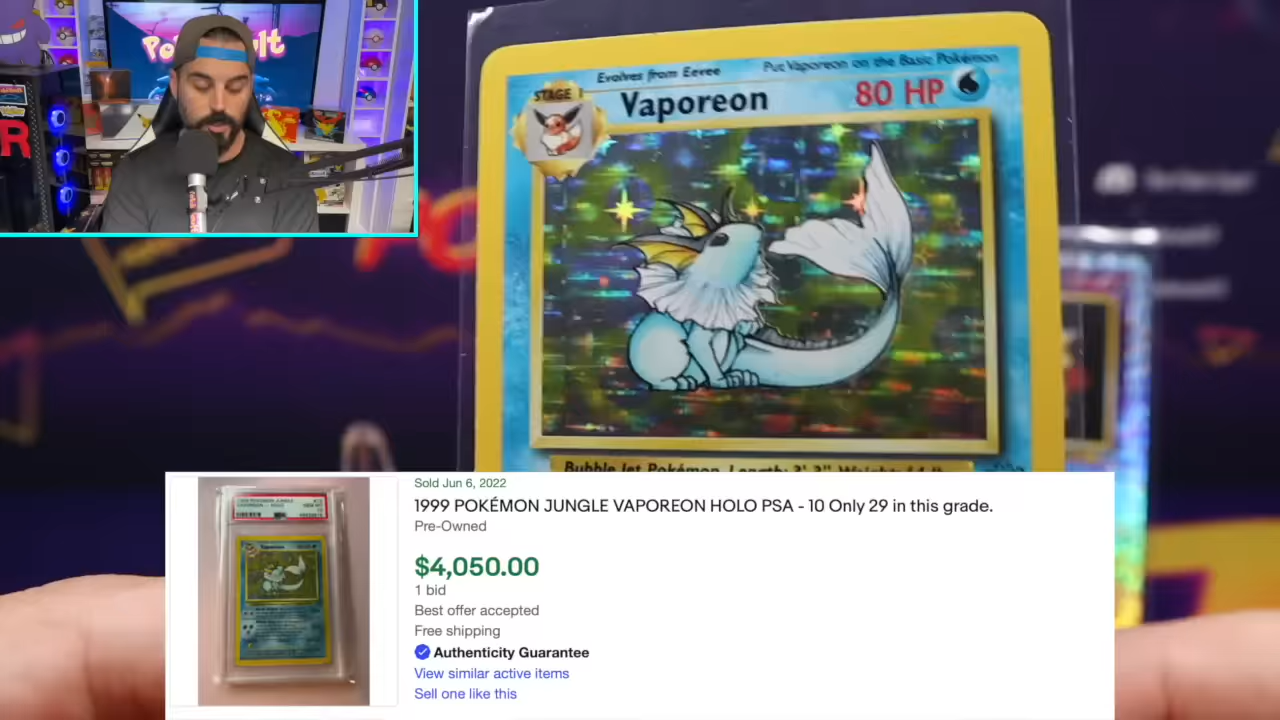 Evolves from Eevee
Put Vaporeon on the Basic Pokémon
STAGE 1
Vaporeon
80 HP
Sold Jun 6, 2022
1999 POKÉMON JUNGLE VAPOREON HOLO PSA - 10 Only 29 in this grade.
Pre-Owned
$4,050.00
1 bid
Best offer accepted
Free shipping
Authenticity Guarantee
View similar active items
Sell one like this
Bubble Jet Pokémon. Length: 3' 3"
R